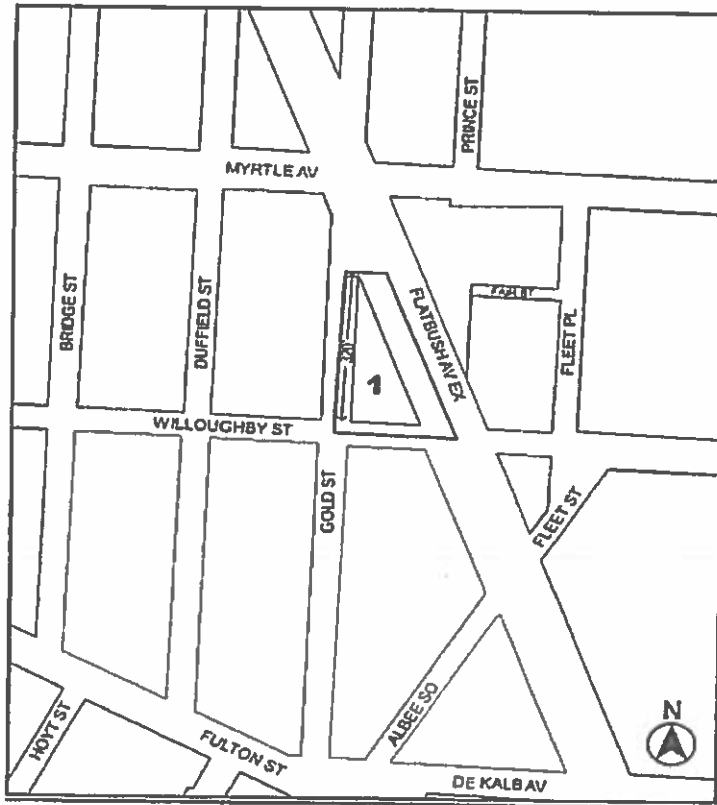 PRINCE ST
MYRTLE AV
BRIDGE ST
DUFFIELD ST
320'
1
FLATBUSH AV EX
FLEET PL
WILLOUGHBY ST
GOLD ST
FLEET ST
ALBEE SQ
HOYT ST
FULTON ST
DE KALB AV
N